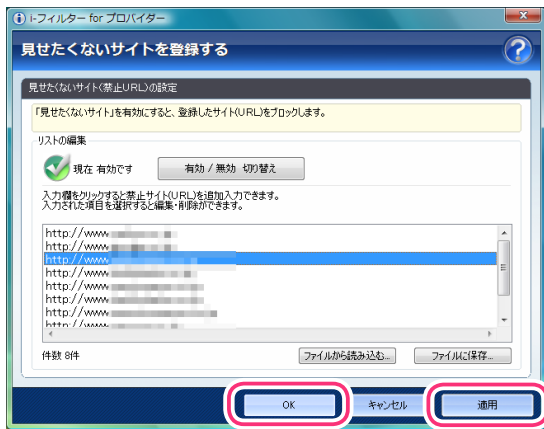 i-フィルター for プロバイダー
見せたくないサイトを登録する
見せたくないサイト(禁止URL)の設定
「見せたくないサイト」を有効にすると、登録したサイト(URL)をブロックします。
リストの編集
現在 有効です
有効 / 無効 切り替え
入力欄をクリックすると禁止サイト(URL)を追加入力できます。
入力された項目を選択すると編集・削除ができます。
http://www.
http://www.
http://www.
http://www.
http://www.
http://www.
http://www.
http://www.
件数 8件
ファイルから読み込む...
ファイルに保存...
OK
キャンセル
適用